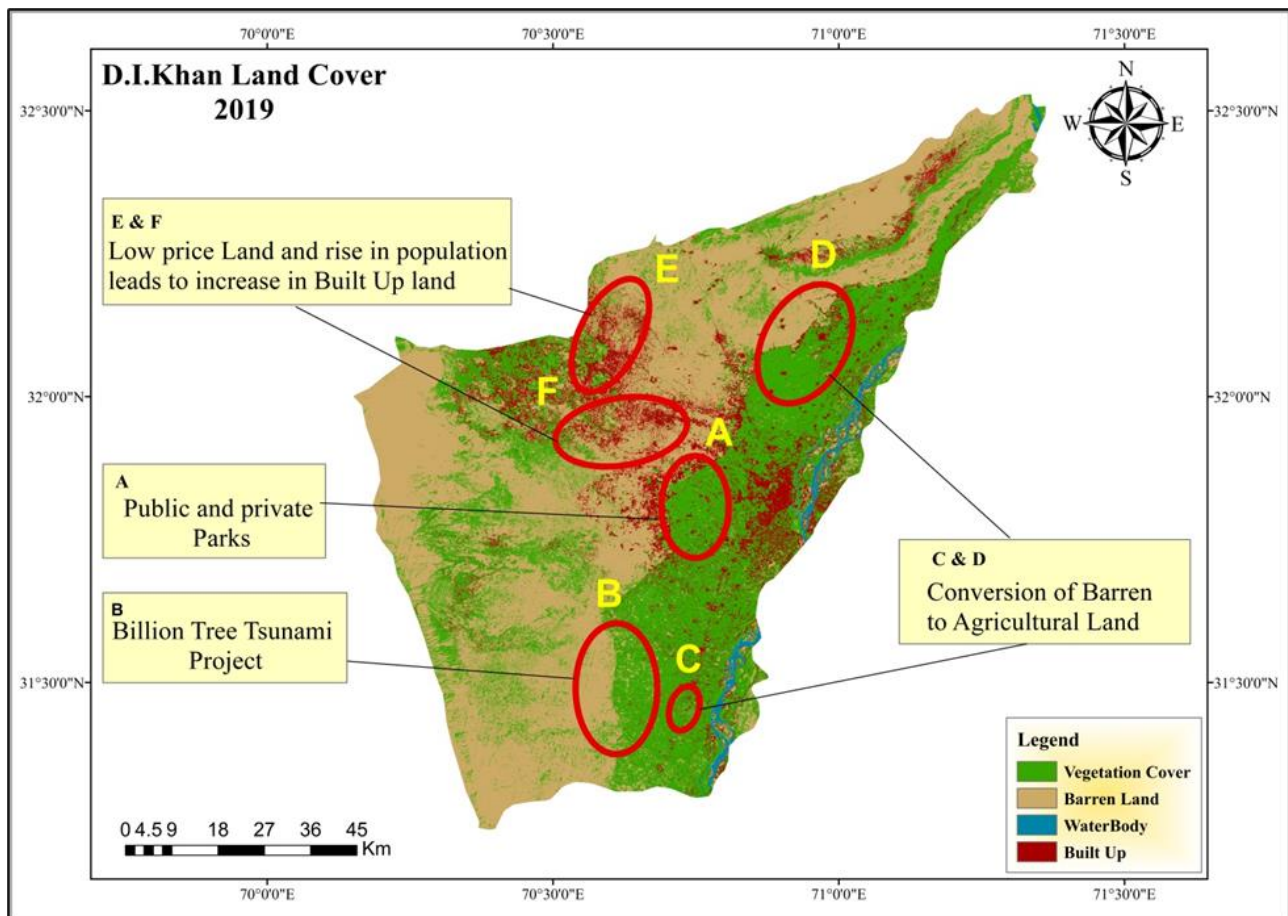 70°0'0"E 70°30'0"E 71°0'0"E 71°30'0"E
D.I.Khan Land Cover
2019
32°30'0"N
32°30'0"N
N
W E
S
E & F
Low price Land and rise in population
leads to increase in Built Up land
D
E
32°0'0"N
32°0'0"N
F
A
A
Public and private
Parks
B
Billion Tree Tsunami
Project
B
C
C & D
Conversion of Barren
to Agricultural Land
31°30'0"N
31°30'0"N
Legend
Vegetation Cover
Barren Land
WaterBody
Built Up
0 4.5 9 18 27 36 45
Km
70°0'0"E 70°30'0"E 71°0'0"E 71°30'0"E